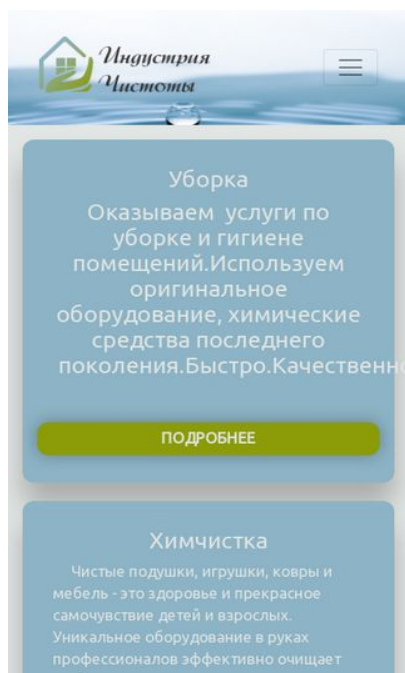 Индустрия
Чистоты
Уборка
Оказываем услуги по
уборке и гигиене
помещений.Используем
оригинальное
оборудование, химические
средства последнего
поколения.Быстро.Качественно
ПОДРОБНЕЕ
Химчистка
Чистые подушки, игрушки, ковры и
мебель - это здоровье и прекрасное
самочувствие детей и взрослых.
Уникальное оборудование в руках
профессионалов эффективно очищает